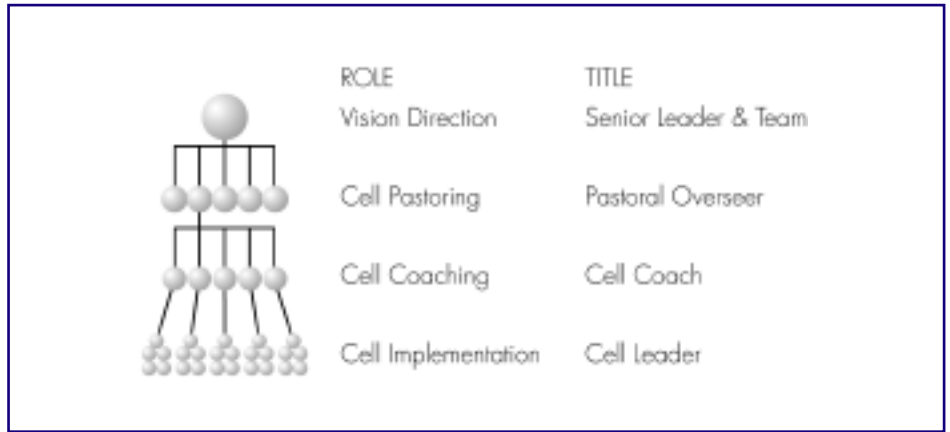 ROLE TITLE
Vision Direction Senior Leader & Team
Cell Pastoring Pastoral Overseer
Cell Coaching Cell Coach
Cell Implementation Cell Leader